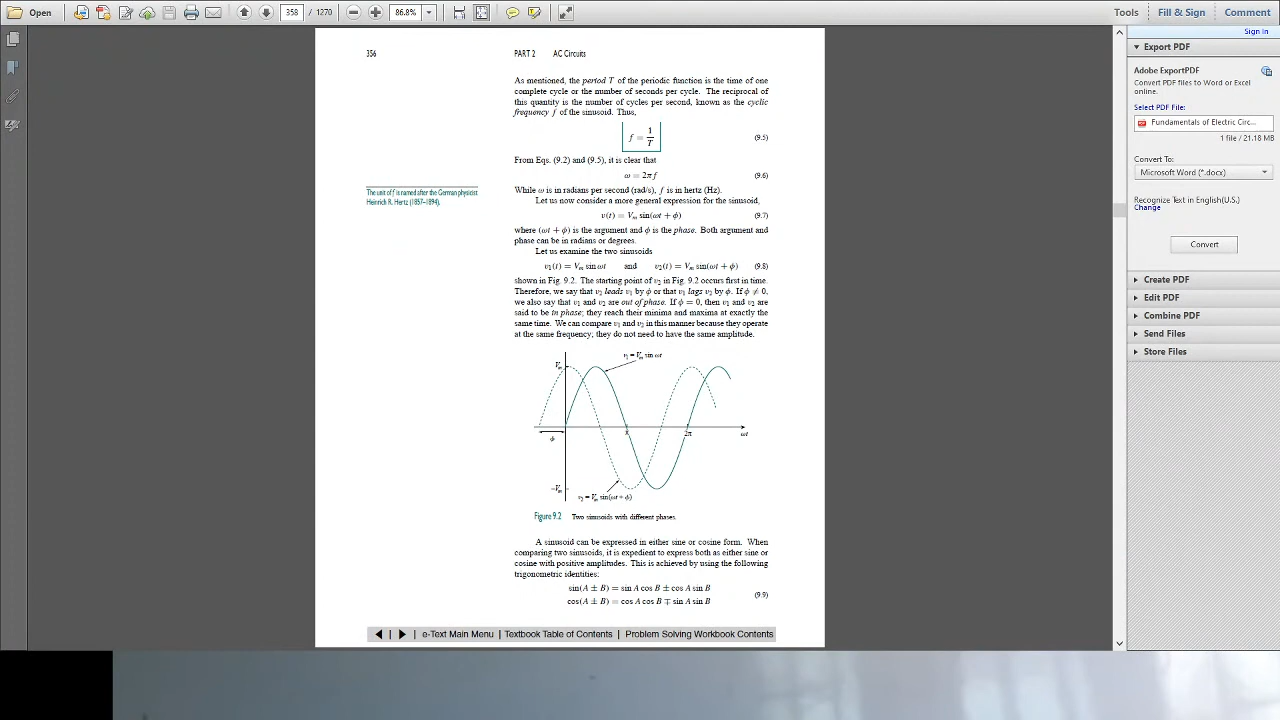 Open
358 / 1270
86.8%
Tools
Fill & Sign
Comment
Sign In
Export PDF
Adobe ExportPDF
Convert PDF files to Word or Excel
online.
Select PDF File:
Fundamentals of Electric Circ...
1 file / 21.18 MB
Convert To:
Microsoft Word (*.docx)
Recognize Text in English(U.S.)
Change
Convert
Create PDF
Edit PDF
Combine PDF
Send Files
Store Files
356
PART 2 AC Circuits
As mentioned, the period T of the periodic function is the time of one
complete cycle or the number of seconds per cycle. The reciprocal of
this quantity is the number of cycles per second, known as the cyclic
frequency f of the sinusoid. Thus,
f = 1/T (9.5)
From Eqs. (9.2) and (9.5), it is clear that
ω = 2πf (9.6)
The unit of f is named after the German physicist
Heinrich R. Hertz (1857–1894).
While ω is in radians per second (rad/s), f is in hertz (Hz).
Let us now consider a more general expression for the sinusoid,
v(t) = Vm sin(ωt + ϕ) (9.7)
where (ωt + ϕ) is the argument and ϕ is the phase. Both argument and
phase can be in radians or degrees.
Let us examine the two sinusoids
v1(t) = Vm sin ωt and v2(t) = Vm sin(ωt + ϕ) (9.8)
shown in Fig. 9.2. The starting point of v2 in Fig. 9.2 occurs first in time.
Therefore, we say that v2 leads v1 by ϕ or that v1 lags v2 by ϕ. If ϕ ≠ 0,
we also say that v1 and v2 are out of phase. If ϕ = 0, then v1 and v2 are
said to be in phase; they reach their minima and maxima at exactly the
same time. We can compare v1 and v2 in this manner because they operate
at the same frequency; they do not need to have the same amplitude.
v1 = Vm sin ωt
Vm
π
2π
ωt
ϕ
−Vm
v2 = Vm sin(ωt + ϕ)
Figure 9.2 Two sinusoids with different phases.
A sinusoid can be expressed in either sine or cosine form. When
comparing two sinusoids, it is expedient to express both as either sine or
cosine with positive amplitudes. This is achieved by using the following
trigonometric identities:
sin(A ± B) = sin A cos B ± cos A sin B
cos(A ± B) = cos A cos B ∓ sin A sin B
(9.9)
| e-Text Main Menu | Textbook Table of Contents | Problem Solving Workbook Contents